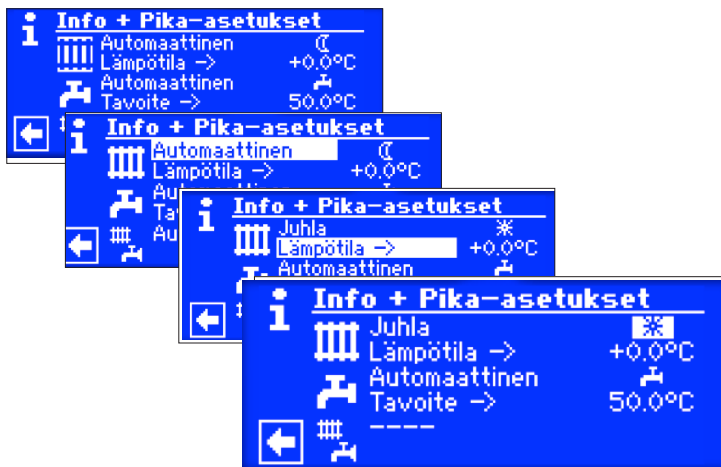 Info + Pika-asetukset
Automaattinen
Lämpötila -> +0.0°C
Automaattinen
Tavoite -> 50.0°C
Info + Pika-asetukset
Automaattinen
Lämpötila -> +0.0°C
Info + Pika-asetukset
Juhla
Lämpötila -> +0.0°C
Automaattinen
Info + Pika-asetukset
Juhla
Lämpötila -> +0.0°C
Automaattinen
Tavoite -> 50.0°C
----